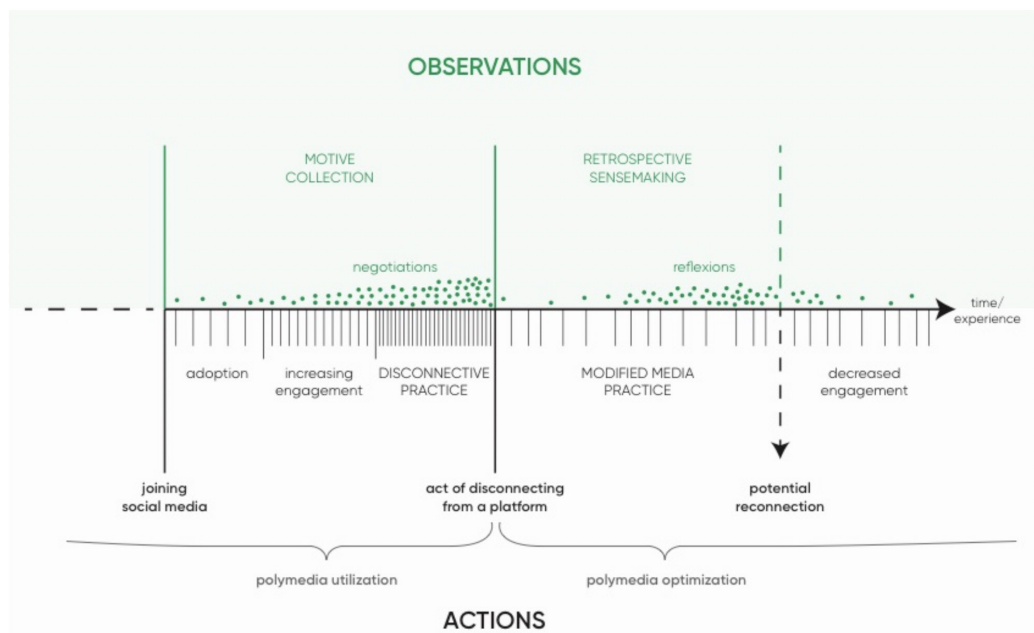 OBSERVATIONS
MOTIVE
COLLECTION
RETROSPECTIVE
SENSEMAKING
negotiations
reflexions
time/
experience
adoption
increasing
engagement
DISCONNECTIVE
PRACTICE
MODIFIED MEDIA
PRACTICE
decreased
engagement
joining
social media
act of disconnecting
from a platform
potential
reconnection
polymedia utilization
polymedia optimization
ACTIONS